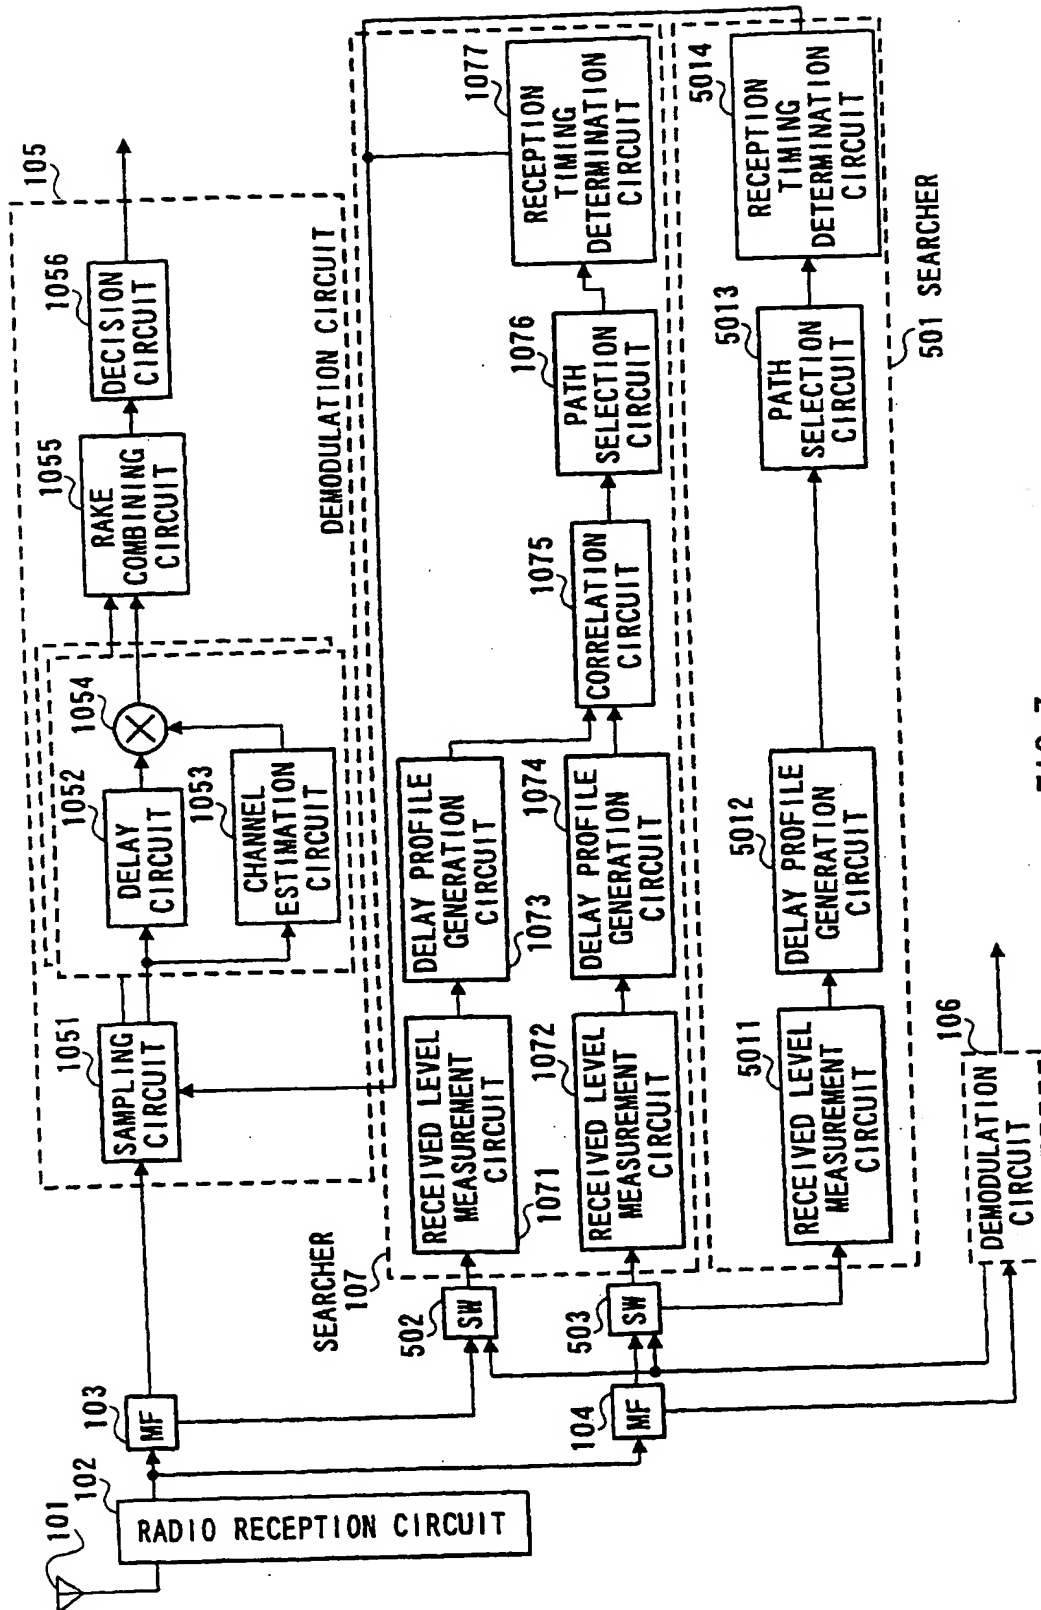 101
102
RADIO RECEPTION CIRCUIT
103
MF
104
MF
105
DEMODULATION CIRCUIT
1051
SAMPLING
CIRCUIT
1052
DELAY
CIRCUIT
1053
CHANNEL
ESTIMATION
CIRCUIT
1054
1055
RAKE
COMBINING
CIRCUIT
1056
DECISION
CIRCUIT
SEARCHER
107
502
SW
503
SW
RECEIVED LEVEL
MEASUREMENT
CIRCUIT
1071
1072
RECEIVED LEVEL
MEASUREMENT
CIRCUIT
DELAY PROFILE
GENERATION
CIRCUIT
1073
1074
DELAY PROFILE
GENERATION
CIRCUIT
1075
CORRELATION
CIRCUIT
1076
PATH
SELECTION
CIRCUIT
1077
RECEPTION
TIMING
DETERMINATION
CIRCUIT
5011
RECEIVED LEVEL
MEASUREMENT
CIRCUIT
5012
DELAY PROFILE
GENERATION
CIRCUIT
5013
PATH
SELECTION
CIRCUIT
5014
RECEPTION
TIMING
DETERMINATION
CIRCUIT
501 SEARCHER
106
DEMODULATION
CIRCUIT